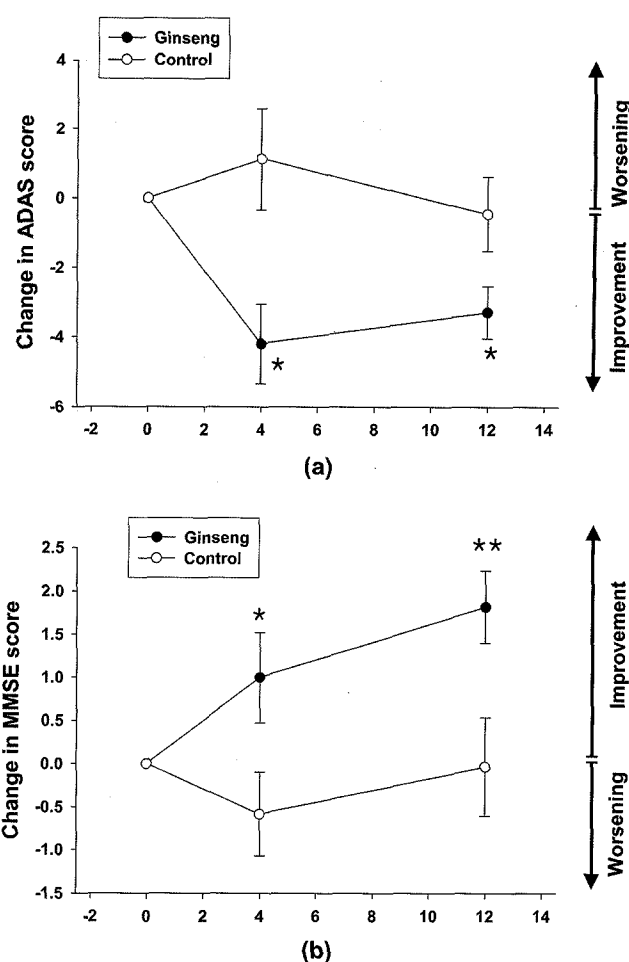 Ginseng
Control
4
2
0
-2
-4
-6
Change in ADAS score
*
*
-2 0 2 4 6 8 10 12 14
(a)
Worsening
Improvement
Ginseng
Control
2.5
2.0
1.5
1.0
0.5
0.0
-0.5
-1.0
-1.5
Change in MMSE score
*
**
-2 0 2 4 6 8 10 12 14
(b)
Improvement
Worsening